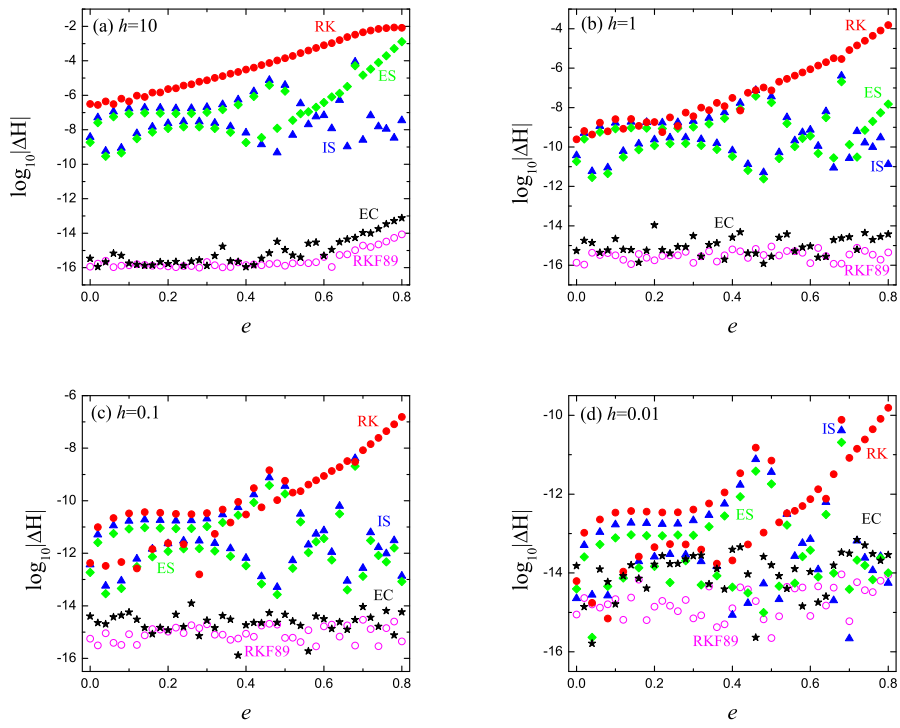 (a) h=10
RK
ES
IS
EC
RKF89
log10|ΔH|
-2
-4
-6
-8
-10
-12
-14
-16
0.0 0.2 0.4 0.6 0.8
e
(b) h=1
RK
ES
IS
EC
RKF89
log10|ΔH|
-4
-6
-8
-10
-12
-14
-16
0.0 0.2 0.4 0.6 0.8
e
(c) h=0.1
RK
IS
ES
EC
RKF89
log10|ΔH|
-6
-8
-10
-12
-14
-16
0.0 0.2 0.4 0.6 0.8
e
(d) h=0.01
IS
RK
ES
EC
RKF89
log10|ΔH|
-10
-12
-14
-16
0.0 0.2 0.4 0.6 0.8
e